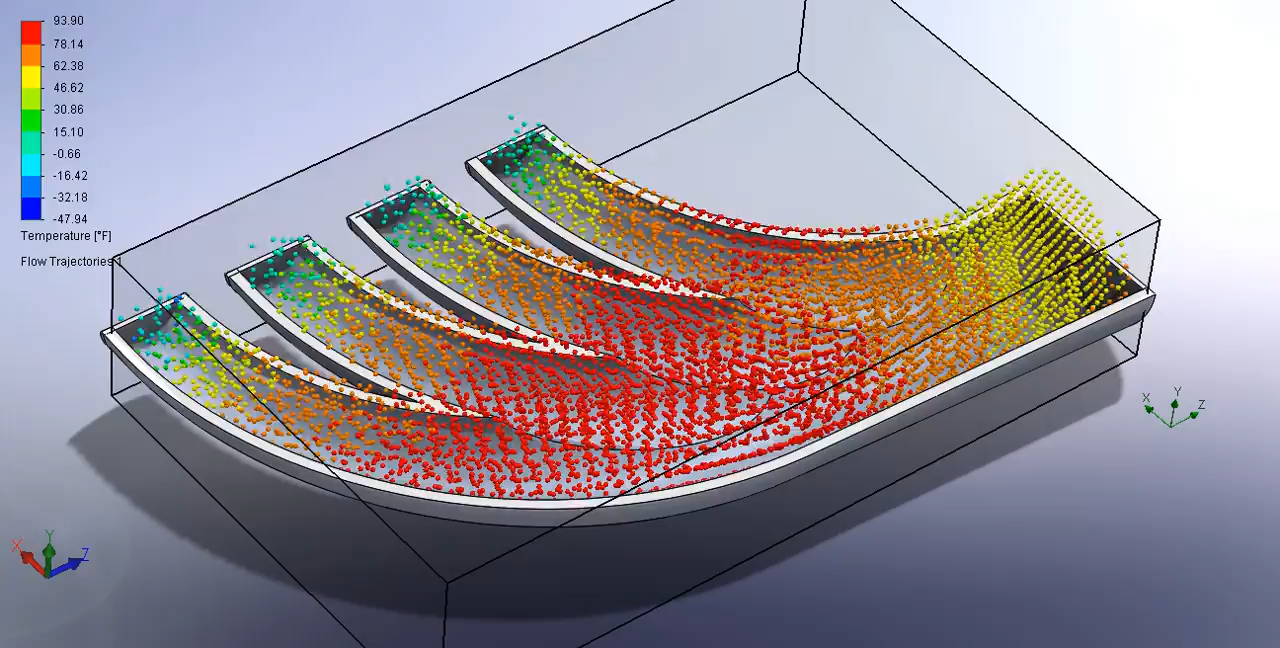 93.90
78.14
62.38
46.62
30.86
15.10
-0.66
-16.42
-32.18
-47.94
Temperature [°F]
Flow Trajectories 1
X Y Z
X Y Z